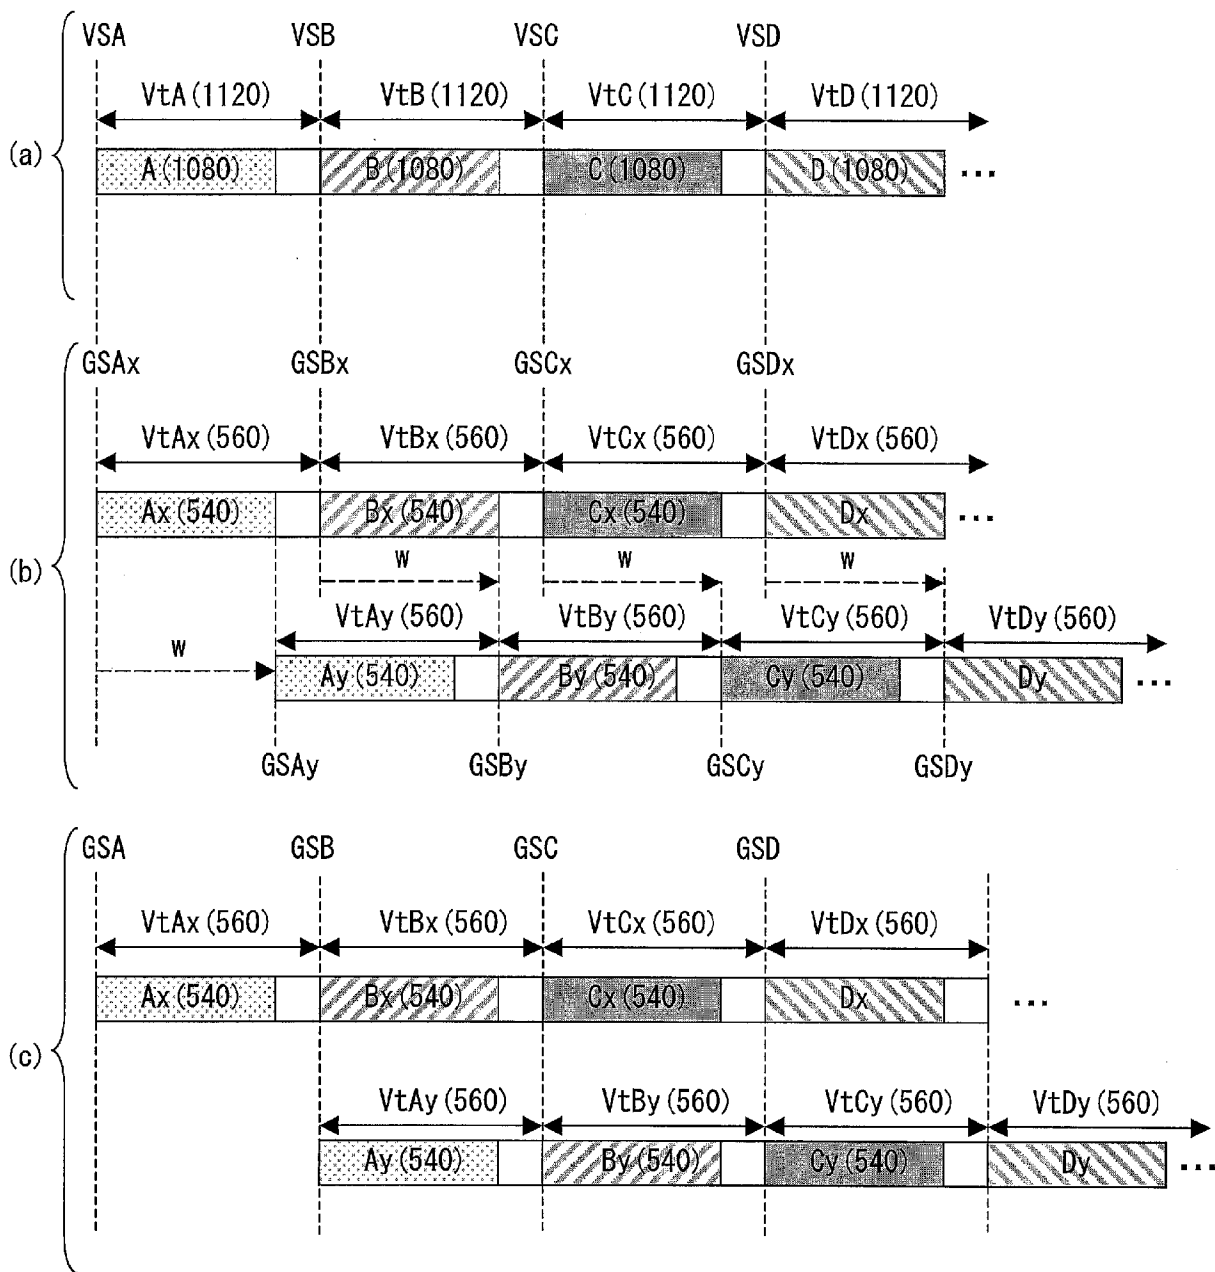 VSA VSB VSC VSD
VtA(1120) VtB(1120) VtC(1120) VtD(1120)
(a)
A(1080) B(1080) C(1080) D(1080) ...
GSAx GSBx GSCx GSDx
VtAx(560) VtBx(560) VtCx(560) VtDx(560)
Ax(540) Bx(540) Cx(540) Dx ...
(b)
w w w
VtAy(560) VtBy(560) VtCy(560) VtDy(560)
w
Ay(540) By(540) Cy(540) Dy ...
GSAy GSBy GSCy GSDy
GSA GSB GSC GSD
VtAx(560) VtBx(560) VtCx(560) VtDx(560)
Ax(540) Bx(540) Cx(540) Dx ...
(c)
VtAy(560) VtBy(560) VtCy(560) VtDy(560)
Ay(540) By(540) Cy(540) Dy ...